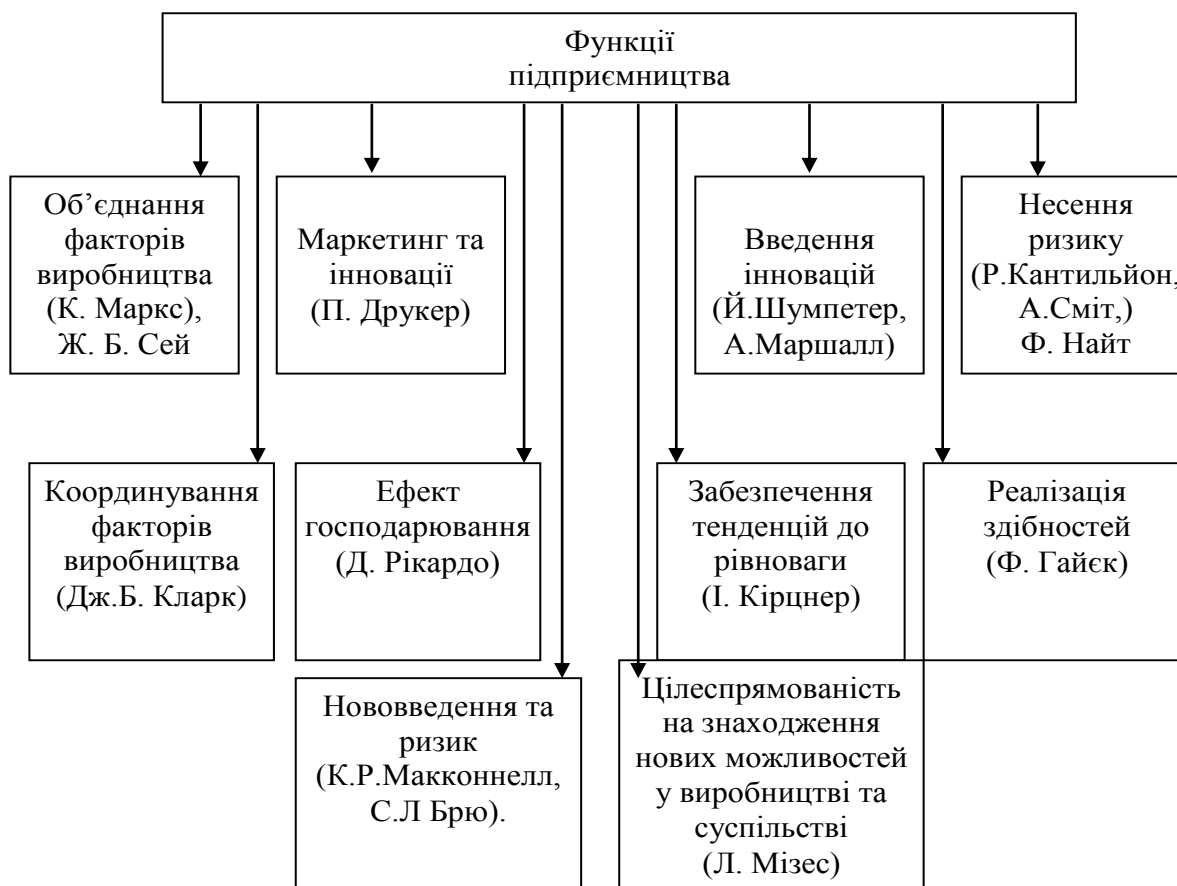 Функції
підприємництва
Об’єднання
факторів
виробництва
(К. Маркс),
Ж. Б. Сей
Маркетинг та
інновації
(П. Друкер)
Введення
інновацій
(Й.Шумпетер,
А.Маршалл)
Несення
ризику
(Р.Кантильйон,
А.Сміт,)
Ф. Найт
Координування
факторів
виробництва
(Дж.Б. Кларк)
Ефект
господарювання
(Д. Рікардо)
Забезпечення
тенденцій до
рівноваги
(І. Кірцнер)
Реалізація
здібностей
(Ф. Гайєк)
Нововведення та
ризик
(К.Р.Макконнелл,
С.Л Брю).
Цілеспрямованість
на знаходження
нових можливостей
у виробництві та
суспільстві
(Л. Мізес)